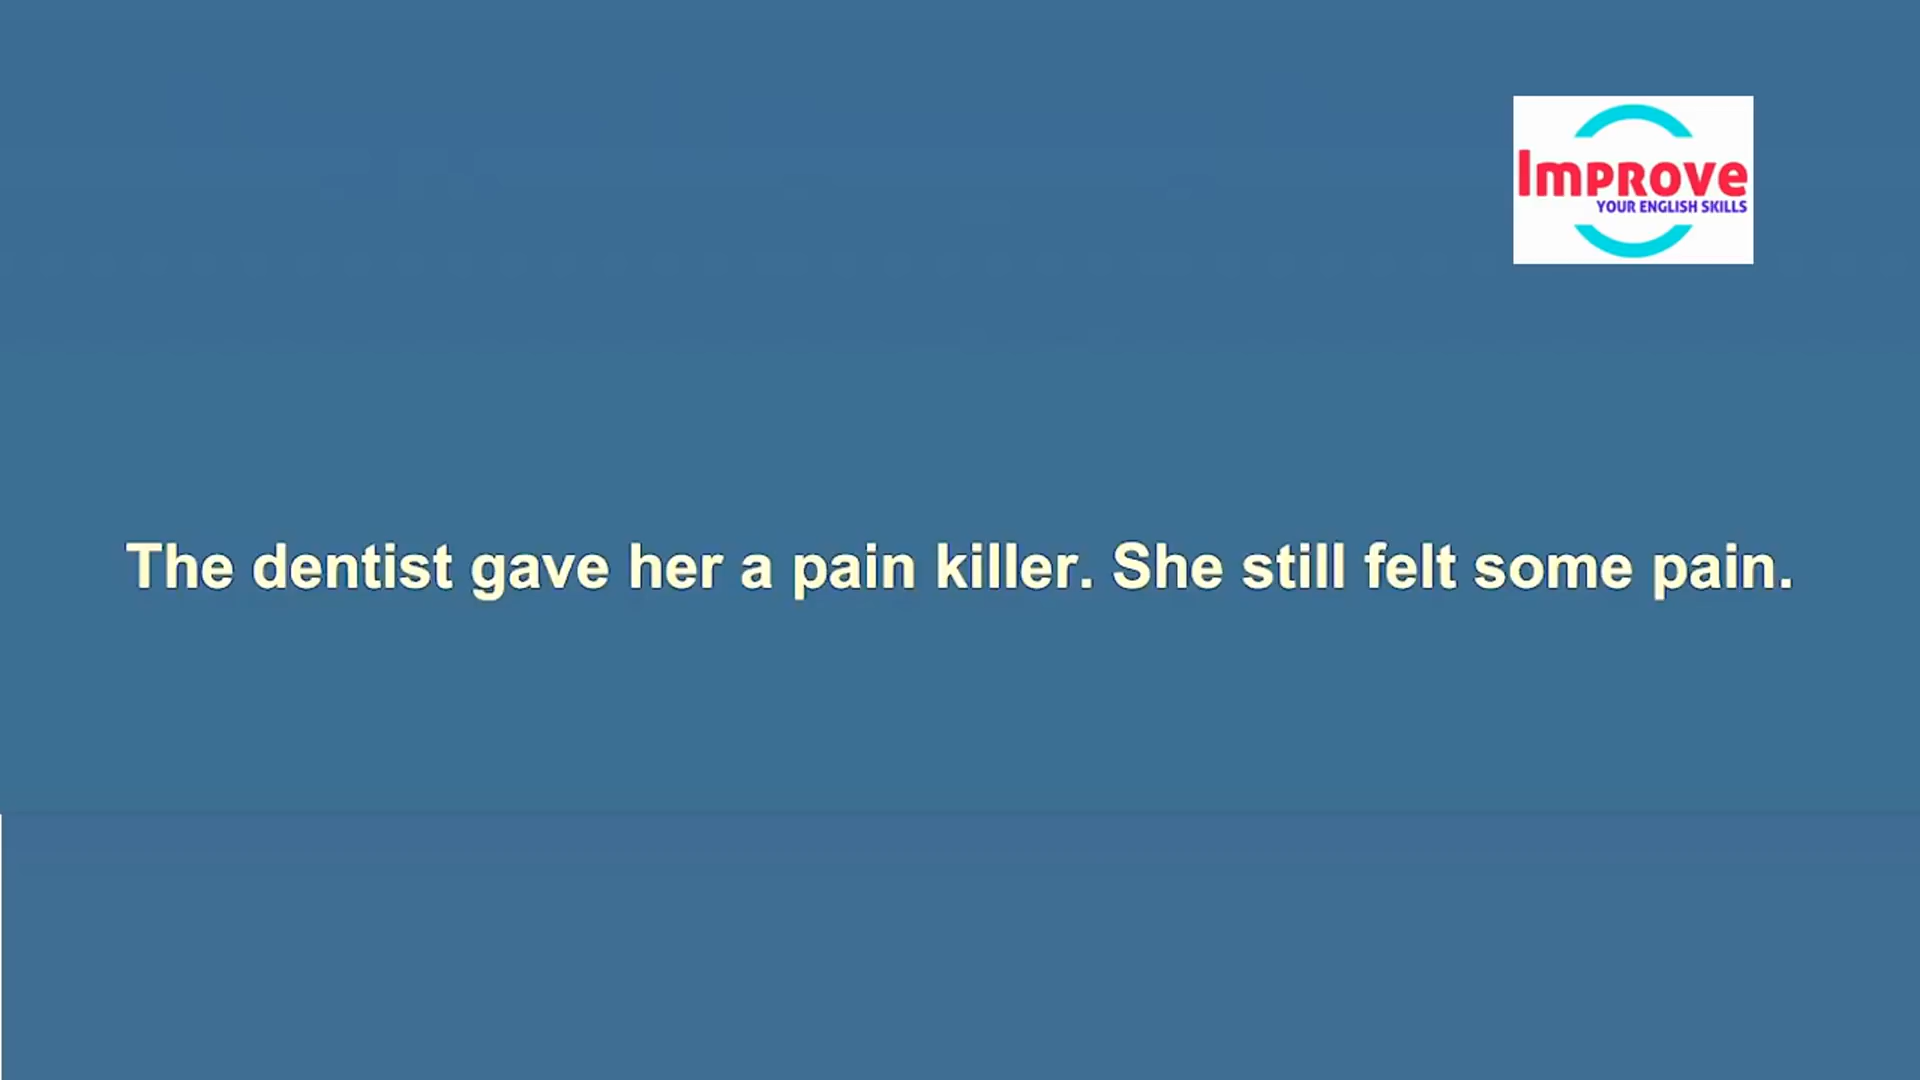 Improve
YOUR ENGLISH SKILLS
The dentist gave her a pain killer. She still felt some pain.